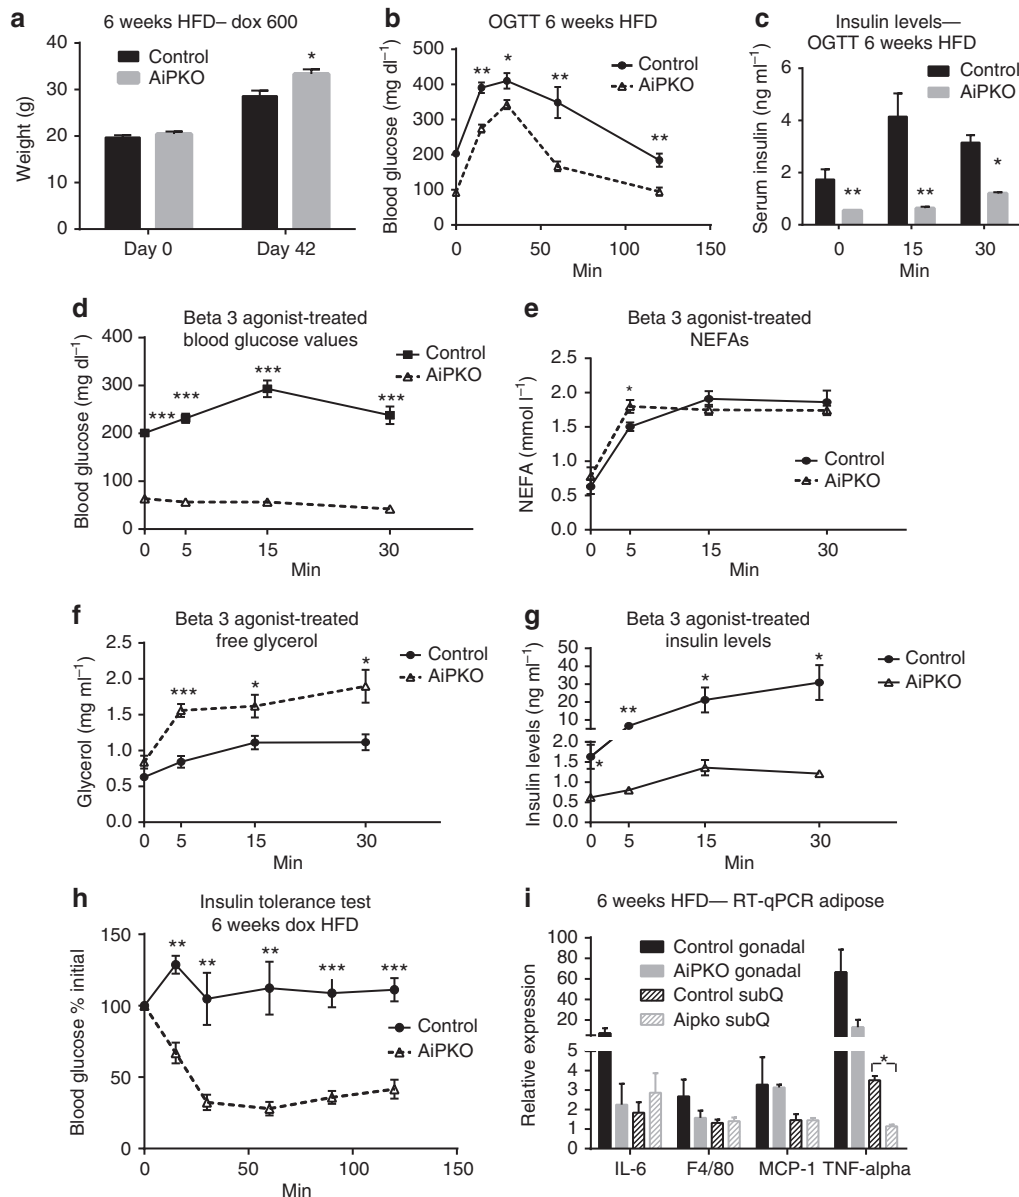 a
6 weeks HFD– dox 600
Weight (g)
40
30
20
10
0
Control
AiPKO
*
Day 0
Day 42
b
OGTT 6 weeks HFD
Blood glucose (mg dl⁻¹)
500
400
300
200
100
0
** * ** **
Control
AiPKO
0 50 100 150
Min
c
Insulin levels—
OGTT 6 weeks HFD
Serum insulin (ng ml⁻¹)
6
4
2
0
Control
AiPKO
** ** *
0 15 30
Min
d
Beta 3 agonist-treated
blood glucose values
Blood glucose (mg dl⁻¹)
400
300
200
100
0
*** *** *** ***
Control
AiPKO
0 5 15 30
Min
e
Beta 3 agonist-treated
NEFAs
NEFA (mmol l⁻¹)
2.5
2.0
1.5
1.0
0.5
0.0
*
Control
AiPKO
0 5 15 30
Min
f
Beta 3 agonist-treated
free glycerol
Glycerol (mg ml⁻¹)
2.5
2.0
1.5
1.0
0.5
0.0
*** * *
Control
AiPKO
0 5 15 30
Min
g
Beta 3 agonist-treated
insulin levels
Insulin levels (ng ml⁻¹)
50
40
30
20
10
2.0
1.5
1.0
0.5
0.0
* ** * *
Control
AiPKO
0 5 15 30
Min
h
Insulin tolerance test
6 weeks dox HFD
Blood glucose % initial
150
100
50
0
** ** ** *** ***
Control
AiPKO
0 50 100 150
Min
i
6 weeks HFD— RT-qPCR adipose
Relative expression
100
80
60
40
20
5
4
3
2
1
0
Control gonadal
AiPKO gonadal
Control subQ
Aipko subQ
*
IL-6 F4/80 MCP-1 TNF-alpha